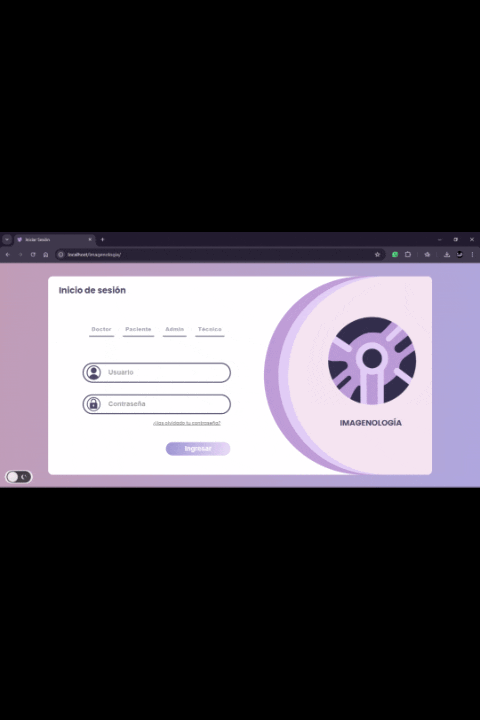 Iniciar Sesión
localhost/imagenologia/
Inicio de sesión
Doctor Paciente Admin Técnico
Usuario
Contraseña
¿Has olvidado tu contraseña?
Ingresar
IMAGENOLOGÍA